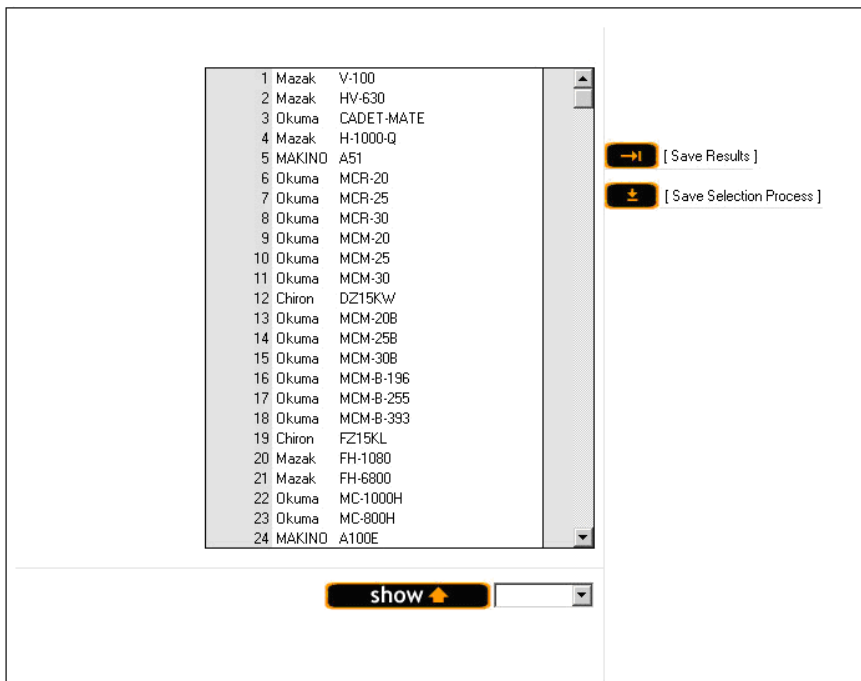 1 Mazak V-100
2 Mazak HV-630
3 Okuma CADET-MATE
4 Mazak H-1000-Q
5 MAKINO A51
6 Okuma MCR-20
7 Okuma MCR-25
8 Okuma MCR-30
9 Okuma MCM-20
10 Okuma MCM-25
11 Okuma MCM-30
12 Chiron DZ15KW
13 Okuma MCM-20B
14 Okuma MCM-25B
15 Okuma MCM-30B
16 Okuma MCM-B-196
17 Okuma MCM-B-255
18 Okuma MCM-B-393
19 Chiron FZ15KL
20 Mazak FH-1080
21 Mazak FH-6800
22 Okuma MC-1000H
23 Okuma MC-800H
24 MAKINO A100E
[ Save Results ]
[ Save Selection Process ]
show